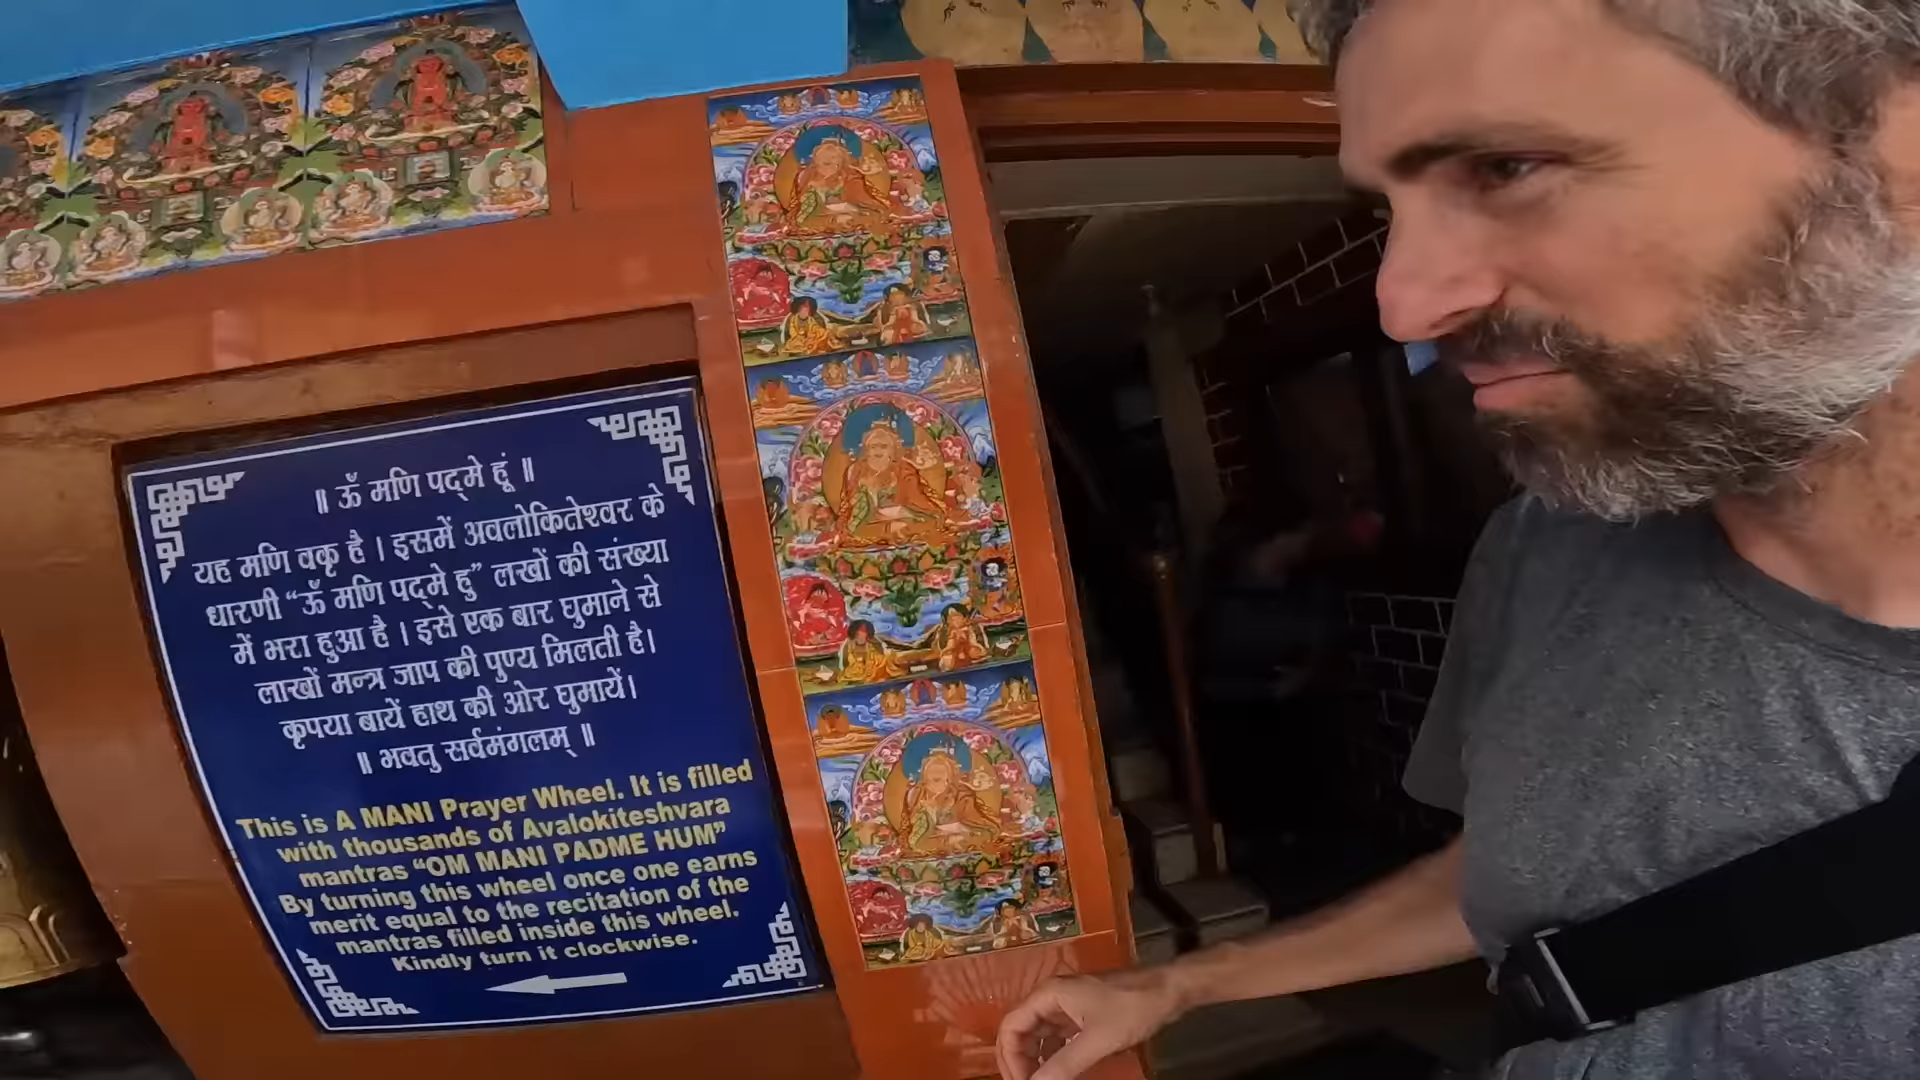 ॥ ऊँ मणि पद्‌मे हूं ॥
यह मणि वकृ है । इसमें अवलोकितेश्वर के
धारणी “ऊँ मणि पद्‌मे हु” लखों की संख्या
में भरा हुआ है । इसे एक बार घुमाने से
लाखों मन्त्र जाप की पुण्य मिलती है।
कृपया बायें हाथ की ओर घुमायें।
॥ भवतु सर्वमंगलम् ॥
This is A MANI Prayer Wheel. It is filled
with thousands of Avalokiteshvara
mantras “OM MANI PADME HUM”
By turning this wheel once one earns
merit equal to the recitation of the
mantras filled inside this wheel.
Kindly turn it clockwise.